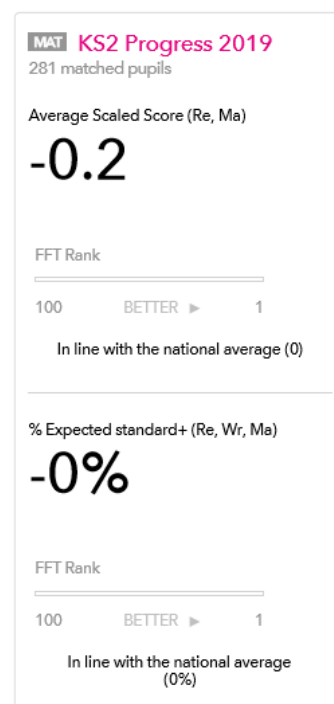 MAT KS2 Progress 2019
281 matched pupils
Average Scaled Score (Re, Ma)
-0.2
FFT Rank
100 BETTER ► 1
In line with the national average (0)
% Expected standard+ (Re, Wr, Ma)
-0%
FFT Rank
100 BETTER ► 1
In line with the national average
(0%)